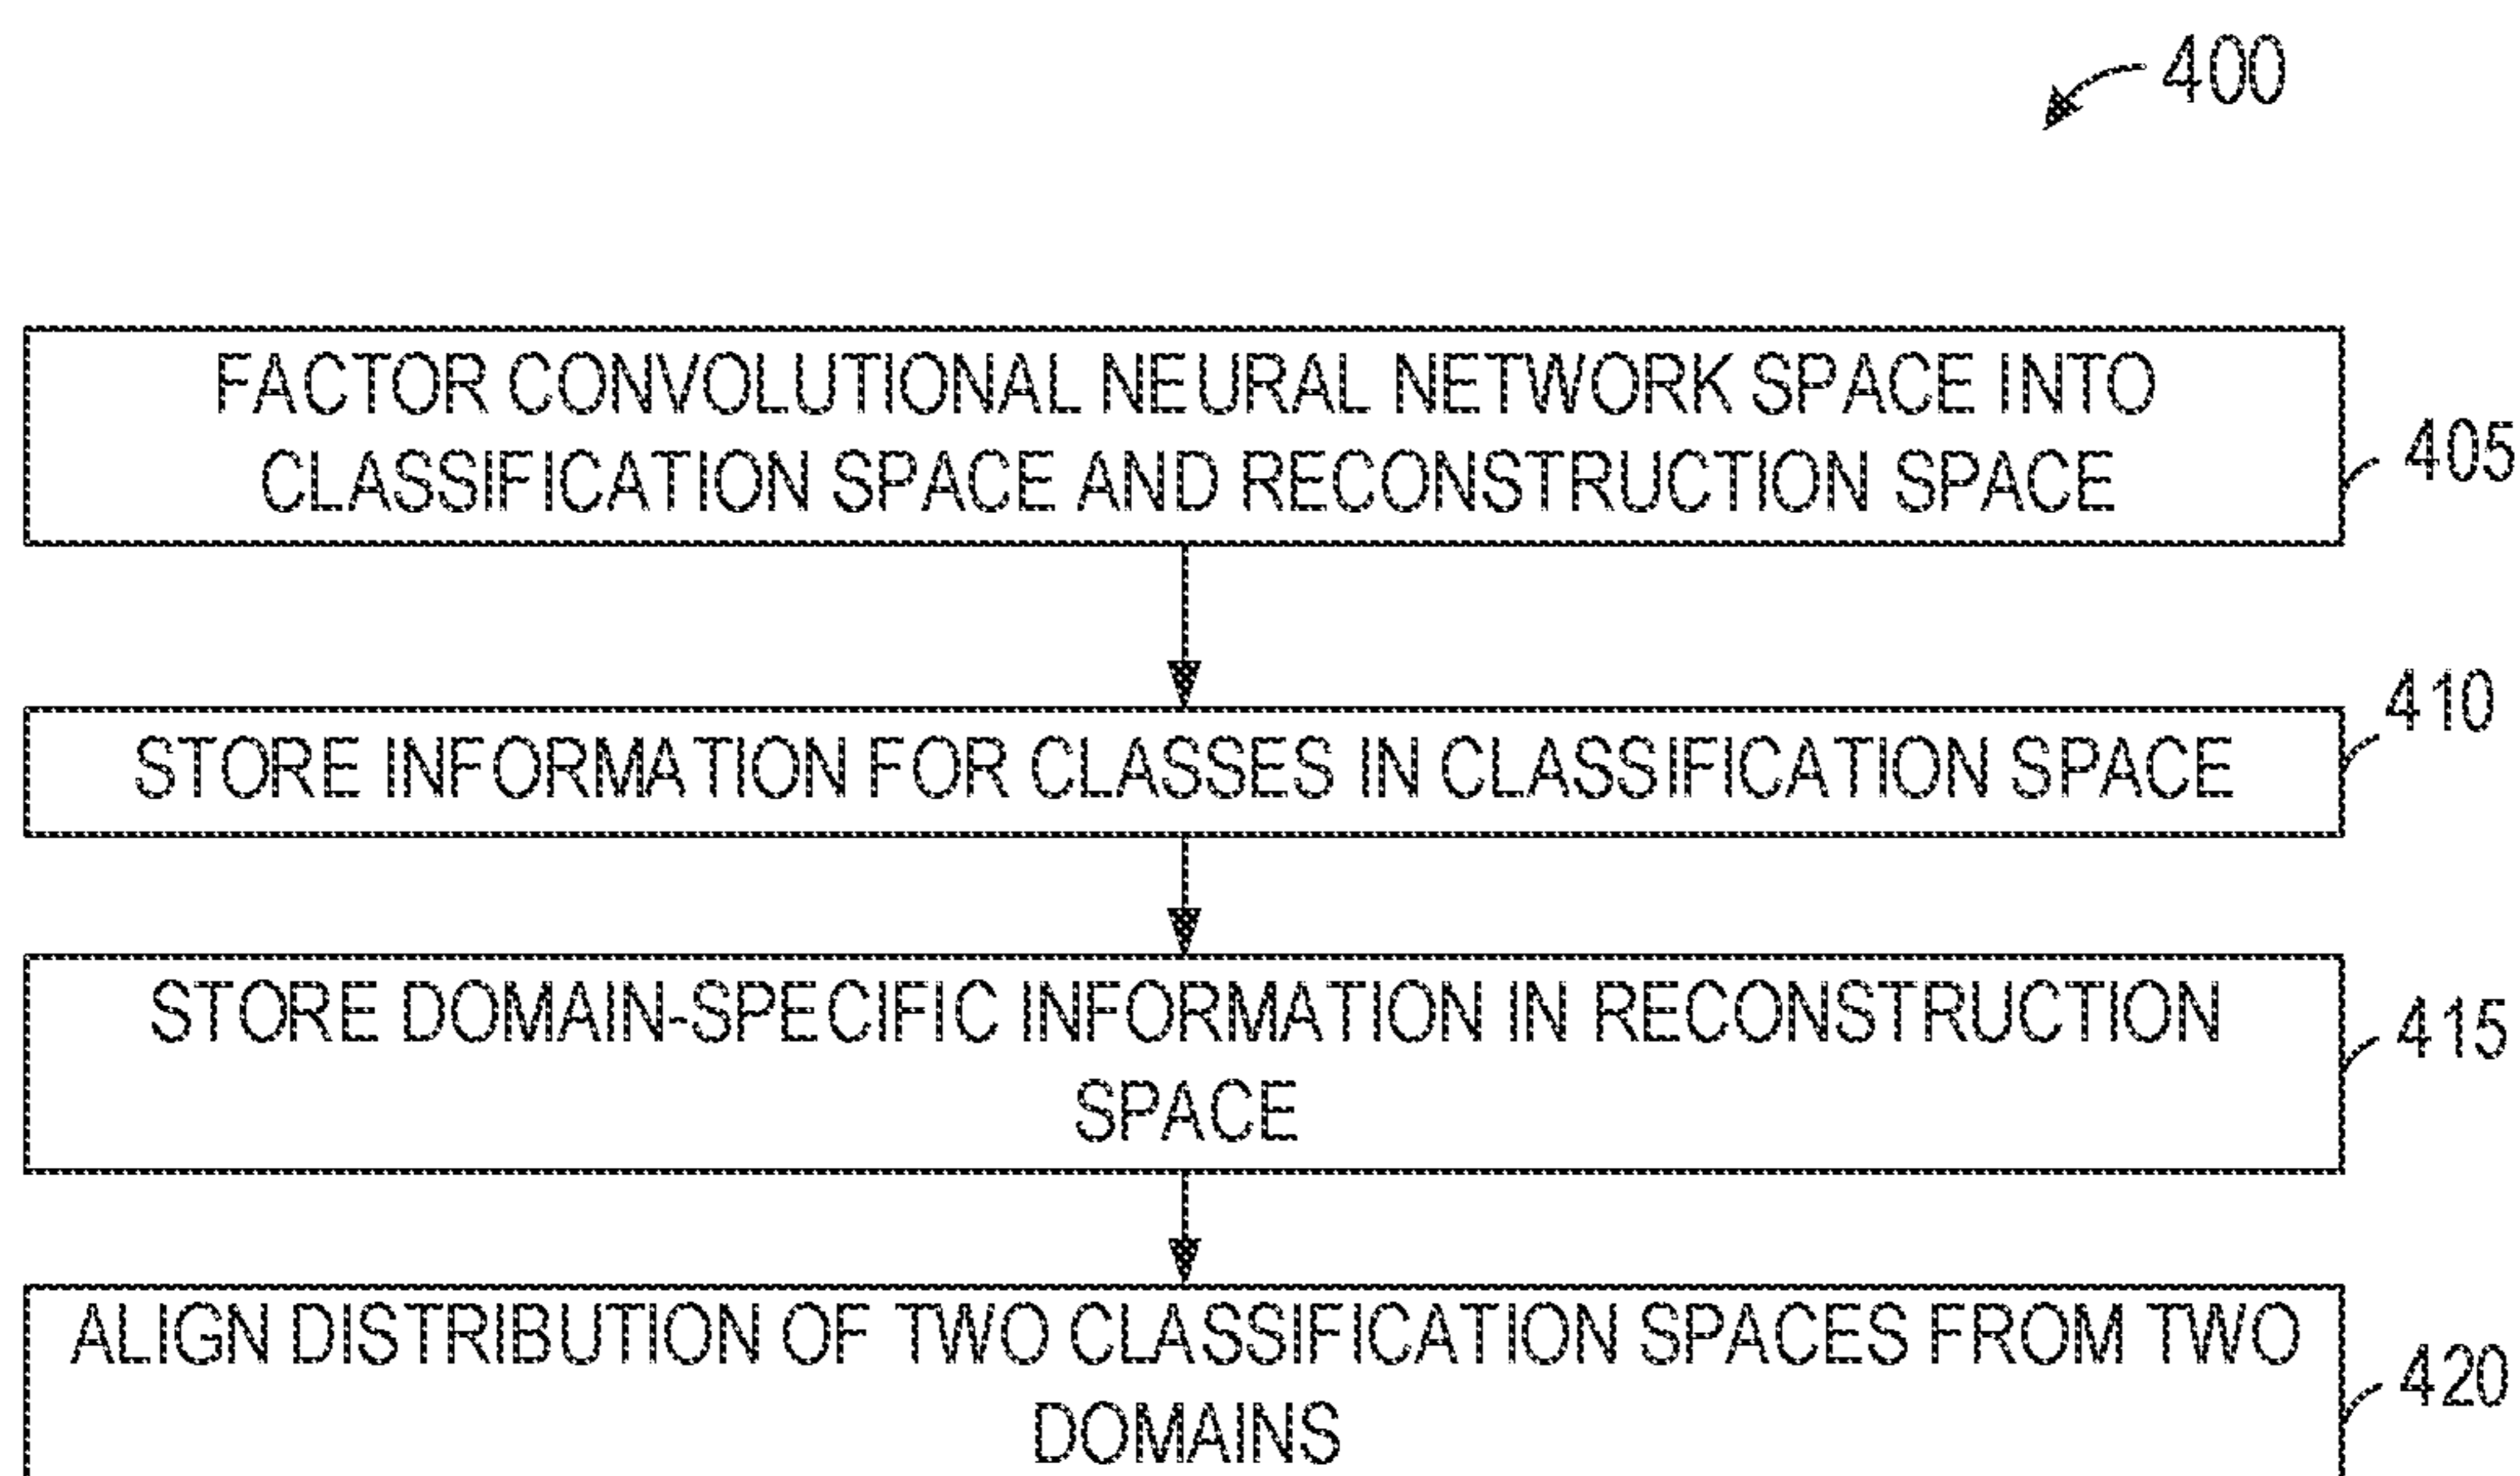 400
FACTOR CONVOLUTIONAL NEURAL NETWORK SPACE INTO
CLASSIFICATION SPACE AND RECONSTRUCTION SPACE
405
410
STORE INFORMATION FOR CLASSES IN CLASSIFICATION SPACE
STORE DOMAIN-SPECIFIC INFORMATION IN RECONSTRUCTION
SPACE
415
ALIGN DISTRIBUTION OF TWO CLASSIFICATION SPACES FROM TWO
DOMAINS
420